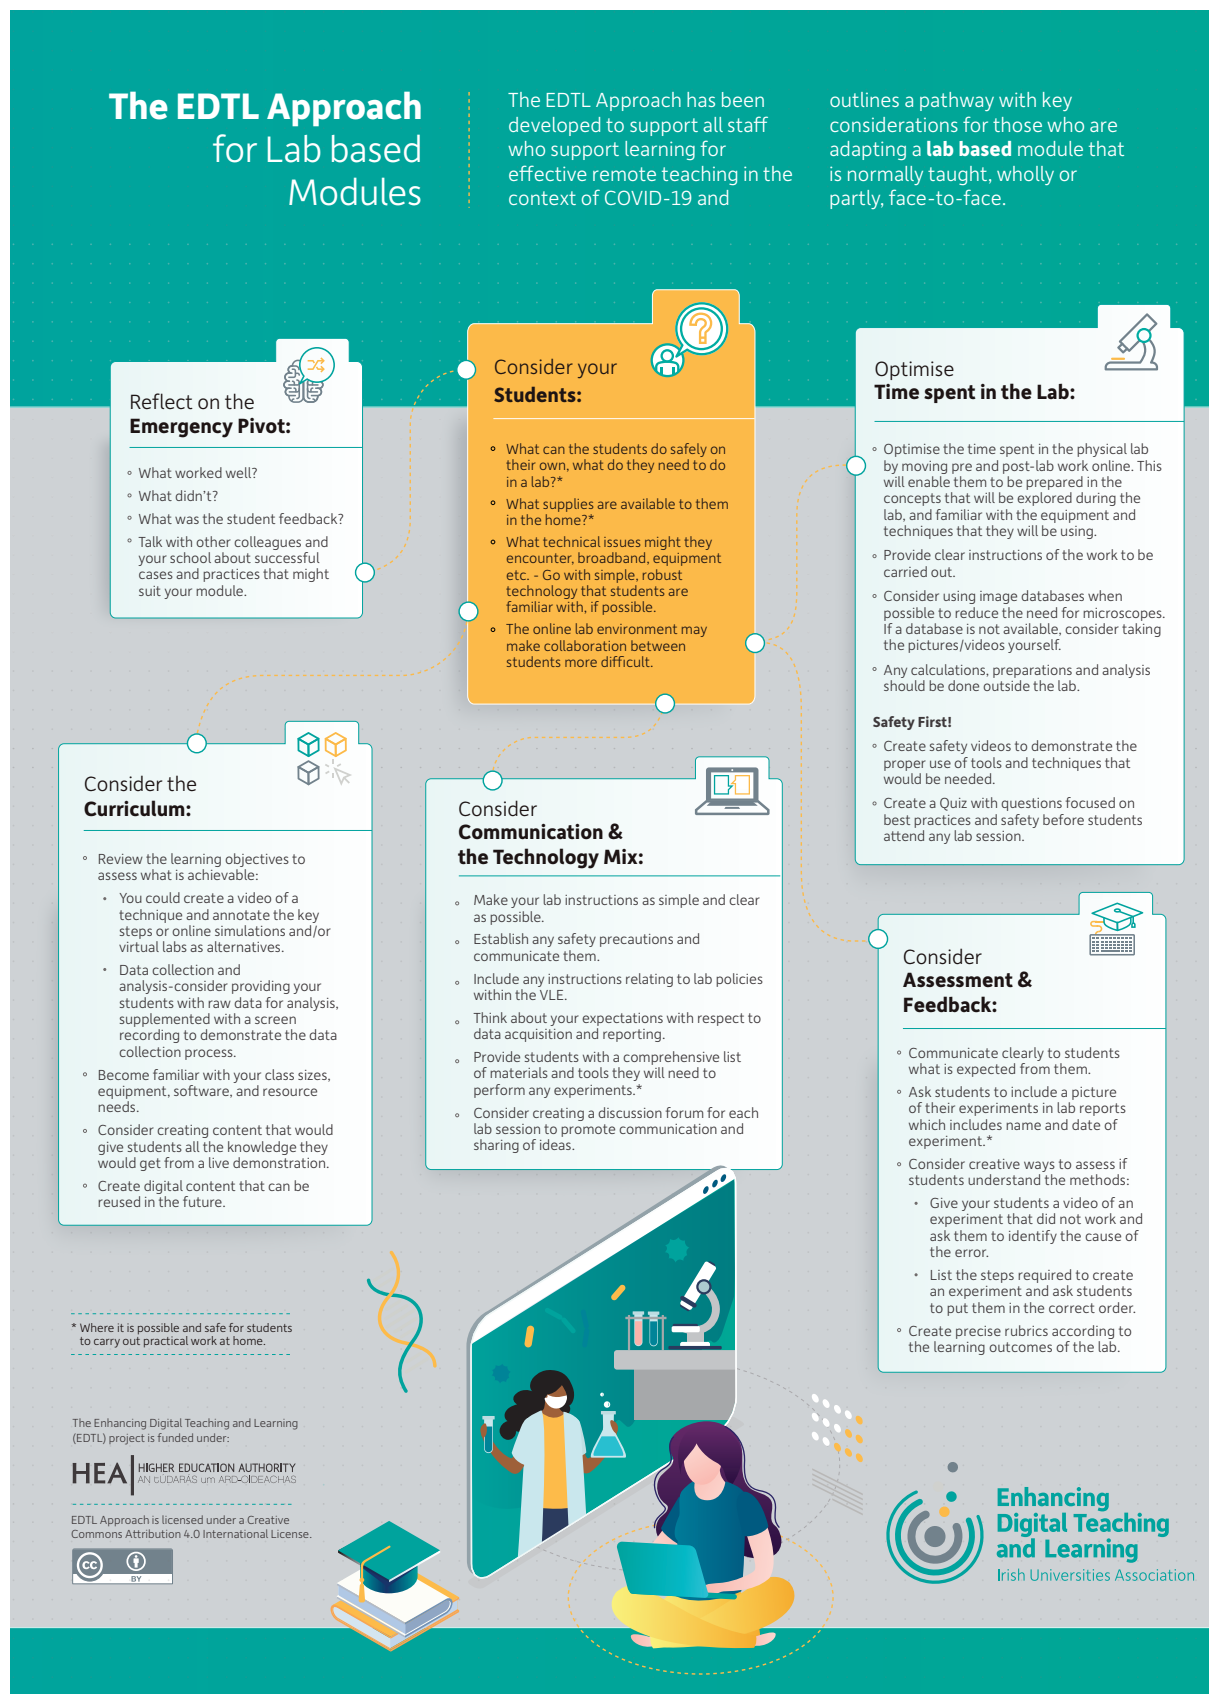 The EDTL Approach
for Lab based
Modules
The EDTL Approach has been
developed to support all staff
who support learning for
effective remote teaching in the
context of COVID-19 and
outlines a pathway with key
considerations for those who are
adapting a lab based module that
is normally taught, wholly or
partly, face-to-face.
Reflect on the
Emergency Pivot:
What worked well?
What didn't?
What was the student feedback?
Talk with other colleagues and
your school about successful
cases and practices that might
suit your module.
Consider your
Students:
What can the students do safely on
their own, what do they need to do
in a lab?*
What supplies are available to them
in the home?*
What technical issues might they
encounter, broadband, equipment
etc. - Go with simple, robust
technology that students are
familiar with, if possible.
The online lab environment may
make collaboration between
students more difficult.
Optimise
Time spent in the Lab:
Optimise the time spent in the physical lab
by moving pre and post-lab work online. This
will enable them to be prepared in the
concepts that will be explored during the
lab, and familiar with the equipment and
techniques that they will be using.
Provide clear instructions of the work to be
carried out.
Consider using image databases when
possible to reduce the need for microscopes.
If a database is not available, consider taking
the pictures/videos yourself.
Any calculations, preparations and analysis
should be done outside the lab.
Safety First!
Create safety videos to demonstrate the
proper use of tools and techniques that
would be needed.
Create a Quiz with questions focused on
best practices and safety before students
attend any lab session.
Consider the
Curriculum:
Review the learning objectives to
assess what is achievable:
You could create a video of a
technique and annotate the key
steps or online simulations and/or
virtual labs as alternatives.
Data collection and
analysis-consider providing your
students with raw data for analysis,
supplemented with a screen
recording to demonstrate the data
collection process.
Become familiar with your class sizes,
equipment, software, and resource
needs.
Consider creating content that would
give students all the knowledge they
would get from a live demonstration.
Create digital content that can be
reused in the future.
Consider
Communication &
the Technology Mix:
Make your lab instructions as simple and clear
as possible.
Establish any safety precautions and
communicate them.
Include any instructions relating to lab policies
within the VLE.
Think about your expectations with respect to
data acquisition and reporting.
Provide students with a comprehensive list
of materials and tools they will need to
perform any experiments.*
Consider creating a discussion forum for each
lab session to promote communication and
sharing of ideas.
Consider
Assessment &
Feedback:
Communicate clearly to students
what is expected from them.
Ask students to include a picture
of their experiments in lab reports
which includes name and date of
experiment.*
Consider creative ways to assess if
students understand the methods:
Give your students a video of an
experiment that did not work and
ask them to identify the cause of
the error.
List the steps required to create
an experiment and ask students
to put them in the correct order.
Create precise rubrics according to
the learning outcomes of the lab.
* Where it is possible and safe for students
to carry out practical work at home.
The Enhancing Digital Teaching and Learning
(EDTL) project is funded under:
HEA HIGHER EDUCATION AUTHORITY
AN tÚDARÁS um ARD-OIDEACHAS
EDTL Approach is licensed under a Creative
Commons Attribution 4.0 International License.
cc
BY
Enhancing
Digital Teaching
and Learning
Irish Universities Association